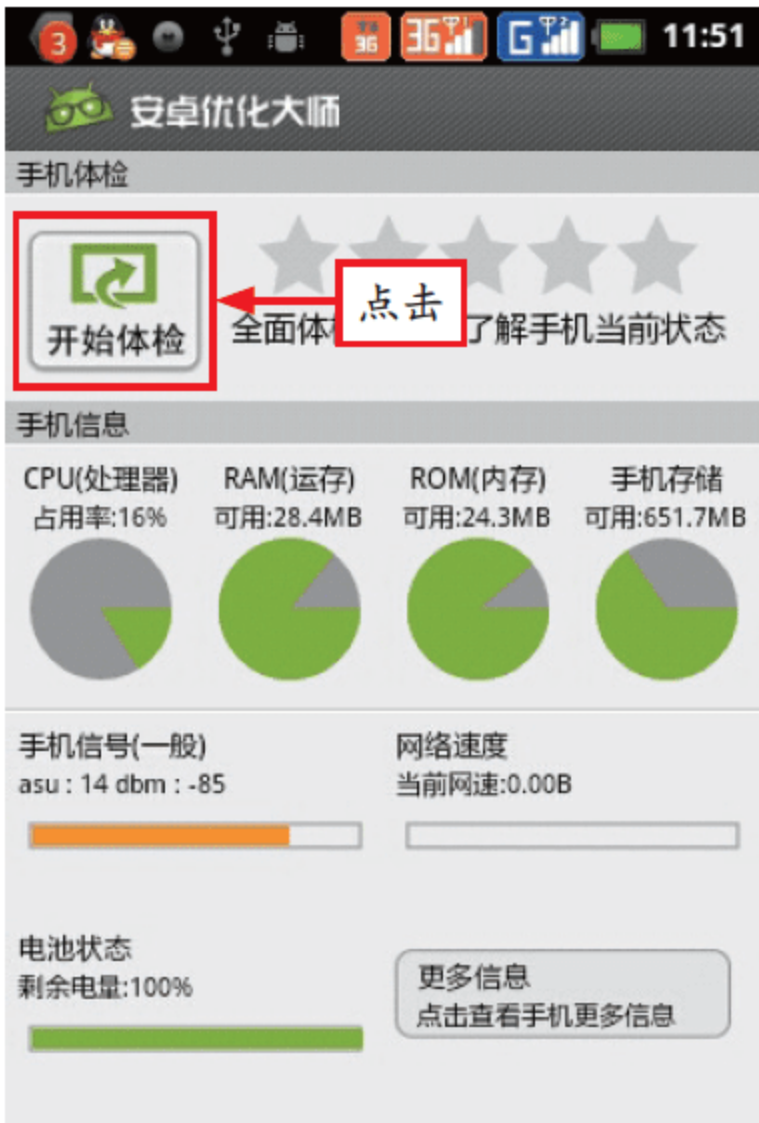 3 3G 3G 1 G 2 11:51
安卓优化大师
手机体检
开始体检
点击
全面体 了解手机当前状态
手机信息
CPU(处理器) RAM(运存) ROM(内存) 手机存储
占用率:16% 可用:28.4MB 可用:24.3MB 可用:651.7MB
手机信号(一般) 网络速度
asu : 14 dbm : -85 当前网速:0.00B
电池状态
剩余电量:100%
更多信息
点击查看手机更多信息